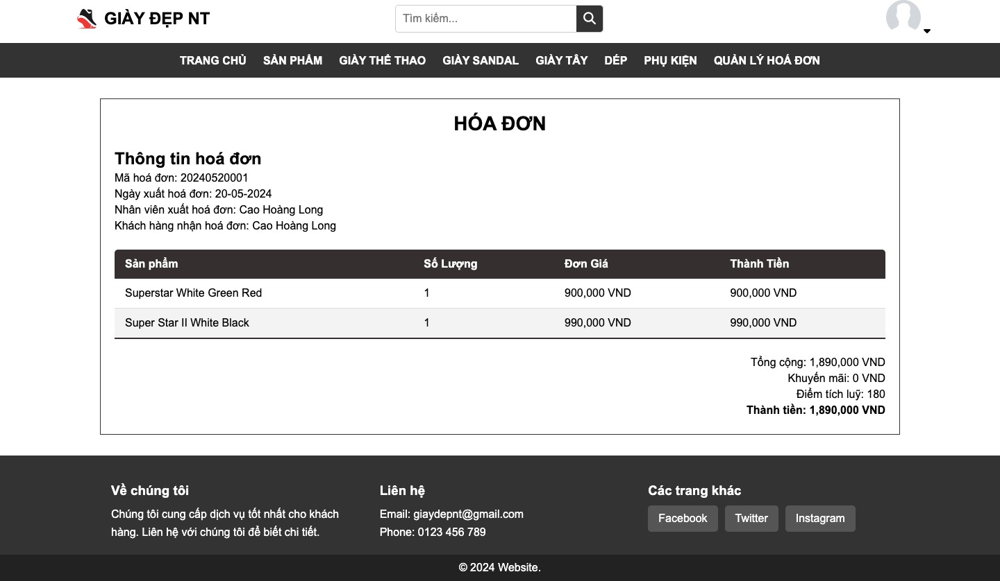 GIÀY ĐẸP NT
Tìm kiếm...
TRANG CHỦ SẢN PHẨM GIÀY THỂ THAO GIÀY SANDAL GIÀY TÂY DÉP PHỤ KIỆN QUẢN LÝ HOÁ ĐƠN
HÓA ĐƠN
Thông tin hoá đơn
Mã hoá đơn: 20240520001
Ngày xuất hoá đơn: 20-05-2024
Nhân viên xuất hoá đơn: Cao Hoàng Long
Khách hàng nhận hoá đơn: Cao Hoàng Long
Sản phẩm Số Lượng Đơn Giá Thành Tiền
Superstar White Green Red 1 900,000 VND 900,000 VND
Super Star II White Black 1 990,000 VND 990,000 VND
Tổng cộng: 1,890,000 VND
Khuyến mãi: 0 VND
Điểm tích luỹ: 180
Thành tiền: 1,890,000 VND
Về chúng tôi
Chúng tôi cung cấp dịch vụ tốt nhất cho khách
hàng. Liên hệ với chúng tôi để biết chi tiết.
Liên hệ
Email: giaydepnt@gmail.com
Phone: 0123 456 789
Các trang khác
Facebook Twitter Instagram
© 2024 Website.